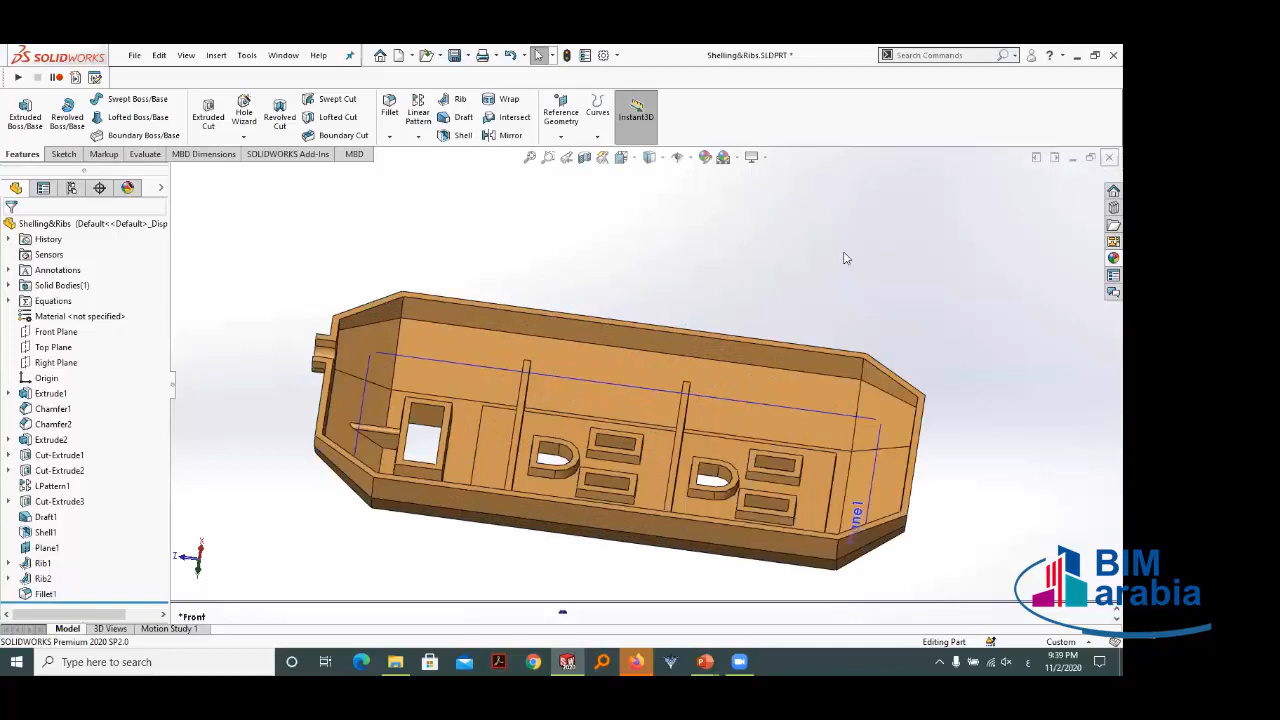 SOLIDWORKS File Edit View Insert Tools Window Help Shelling&Ribs.SLDPRT * Search Commands ?
Extruded Boss/Base
Revolved Boss/Base
Swept Boss/Base
Lofted Boss/Base
Boundary Boss/Base
Extruded Cut
Hole Wizard
Revolved Cut
Swept Cut
Lofted Cut
Boundary Cut
Fillet
Linear Pattern
Rib
Draft
Shell
Wrap
Intersect
Mirror
Reference Geometry
Curves
Instant3D
Features Sketch Markup Evaluate MBD Dimensions SOLIDWORKS Add-Ins MBD
Shelling&Ribs (Default<<Default>_Disp
History
Sensors
Annotations
Solid Bodies(1)
Equations
Material <not specified>
Front Plane
Top Plane
Right Plane
Origin
Extrude1
Chamfer1
Chamfer2
Extrude2
Cut-Extrude1
Cut-Extrude2
LPattern1
Cut-Extrude3
Draft1
Shell1
Plane1
Rib1
Rib2
Fillet1
X
Z
*Front
BIM
arabia
Model 3D Views Motion Study 1
SOLIDWORKS Premium 2020 SP2.0 Editing Part Custom
Type here to search
ع
9:39 PM
11/2/2020